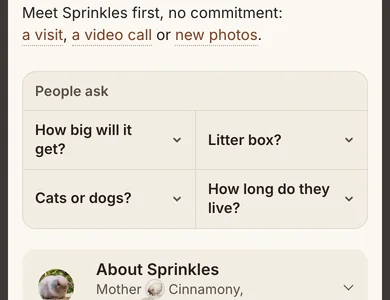 Meet Sprinkles first, no commitment:
a visit, a video call or new photos.
People ask
How big will it
get?
Litter box?
Cats or dogs?
How long do they
live?
About Sprinkles
Mother Cinnamony,